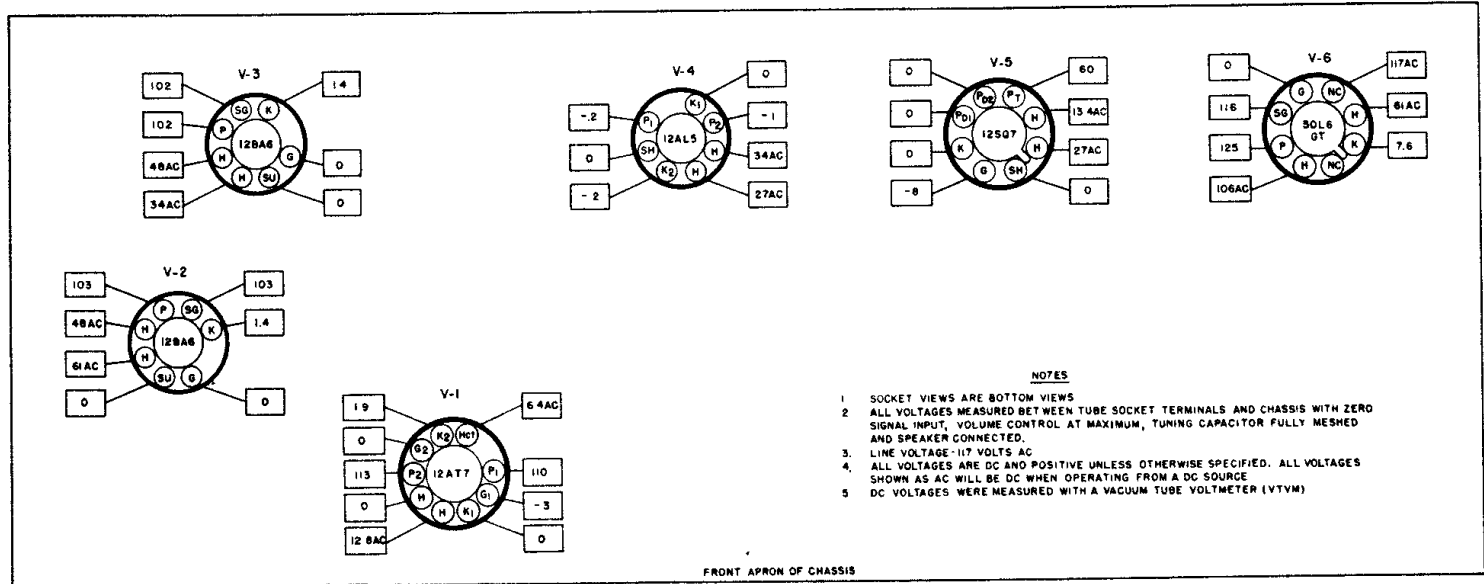 V-3
102
SG
K
1.4
102
P
12BA6
48AC
H
G
0
34AC
H
SU
0
V-4
K1
0
-.2
P1
P2
-1
12AL5
0
SH
H
34AC
-2
K2
H
27AC
V-5
0
PD2
PT
60
0
PD1
H
13 4AC
12SQ7
0
K
H
27AC
-8
G
SH
0
V-6
0
G
NC
117AC
116
SG
H
61AC
50L6
GT
125
P
K
7.6
106AC
H
NC
V-2
103
P
SG
103
48AC
H
K
1.4
12BA6
61AC
H
0
SU
G
0
V-1
1 9
K2
HCT
6 4AC
0
G2
113
P2
12AT7
P1
110
0
H
G1
-3
12 8AC
H
K1
0
NOTES
1 SOCKET VIEWS ARE BOTTOM VIEWS
2 ALL VOLTAGES MEASURED BETWEEN TUBE SOCKET TERMINALS AND CHASSIS WITH ZERO
SIGNAL INPUT, VOLUME CONTROL AT MAXIMUM, TUNING CAPACITOR FULLY MESHED
AND SPEAKER CONNECTED.
3. LINE VOLTAGE-117 VOLTS AC
4, ALL VOLTAGES ARE DC AND POSITIVE UNLESS OTHERWISE SPECIFIED. ALL VOLTAGES
SHOWN AS AC WILL BE DC WHEN OPERATING FROM A DC SOURCE
5 DC VOLTAGES WERE MEASURED WITH A VACUUM TUBE VOLTMETER (VTVM)
FRONT APRON OF CHASSIS